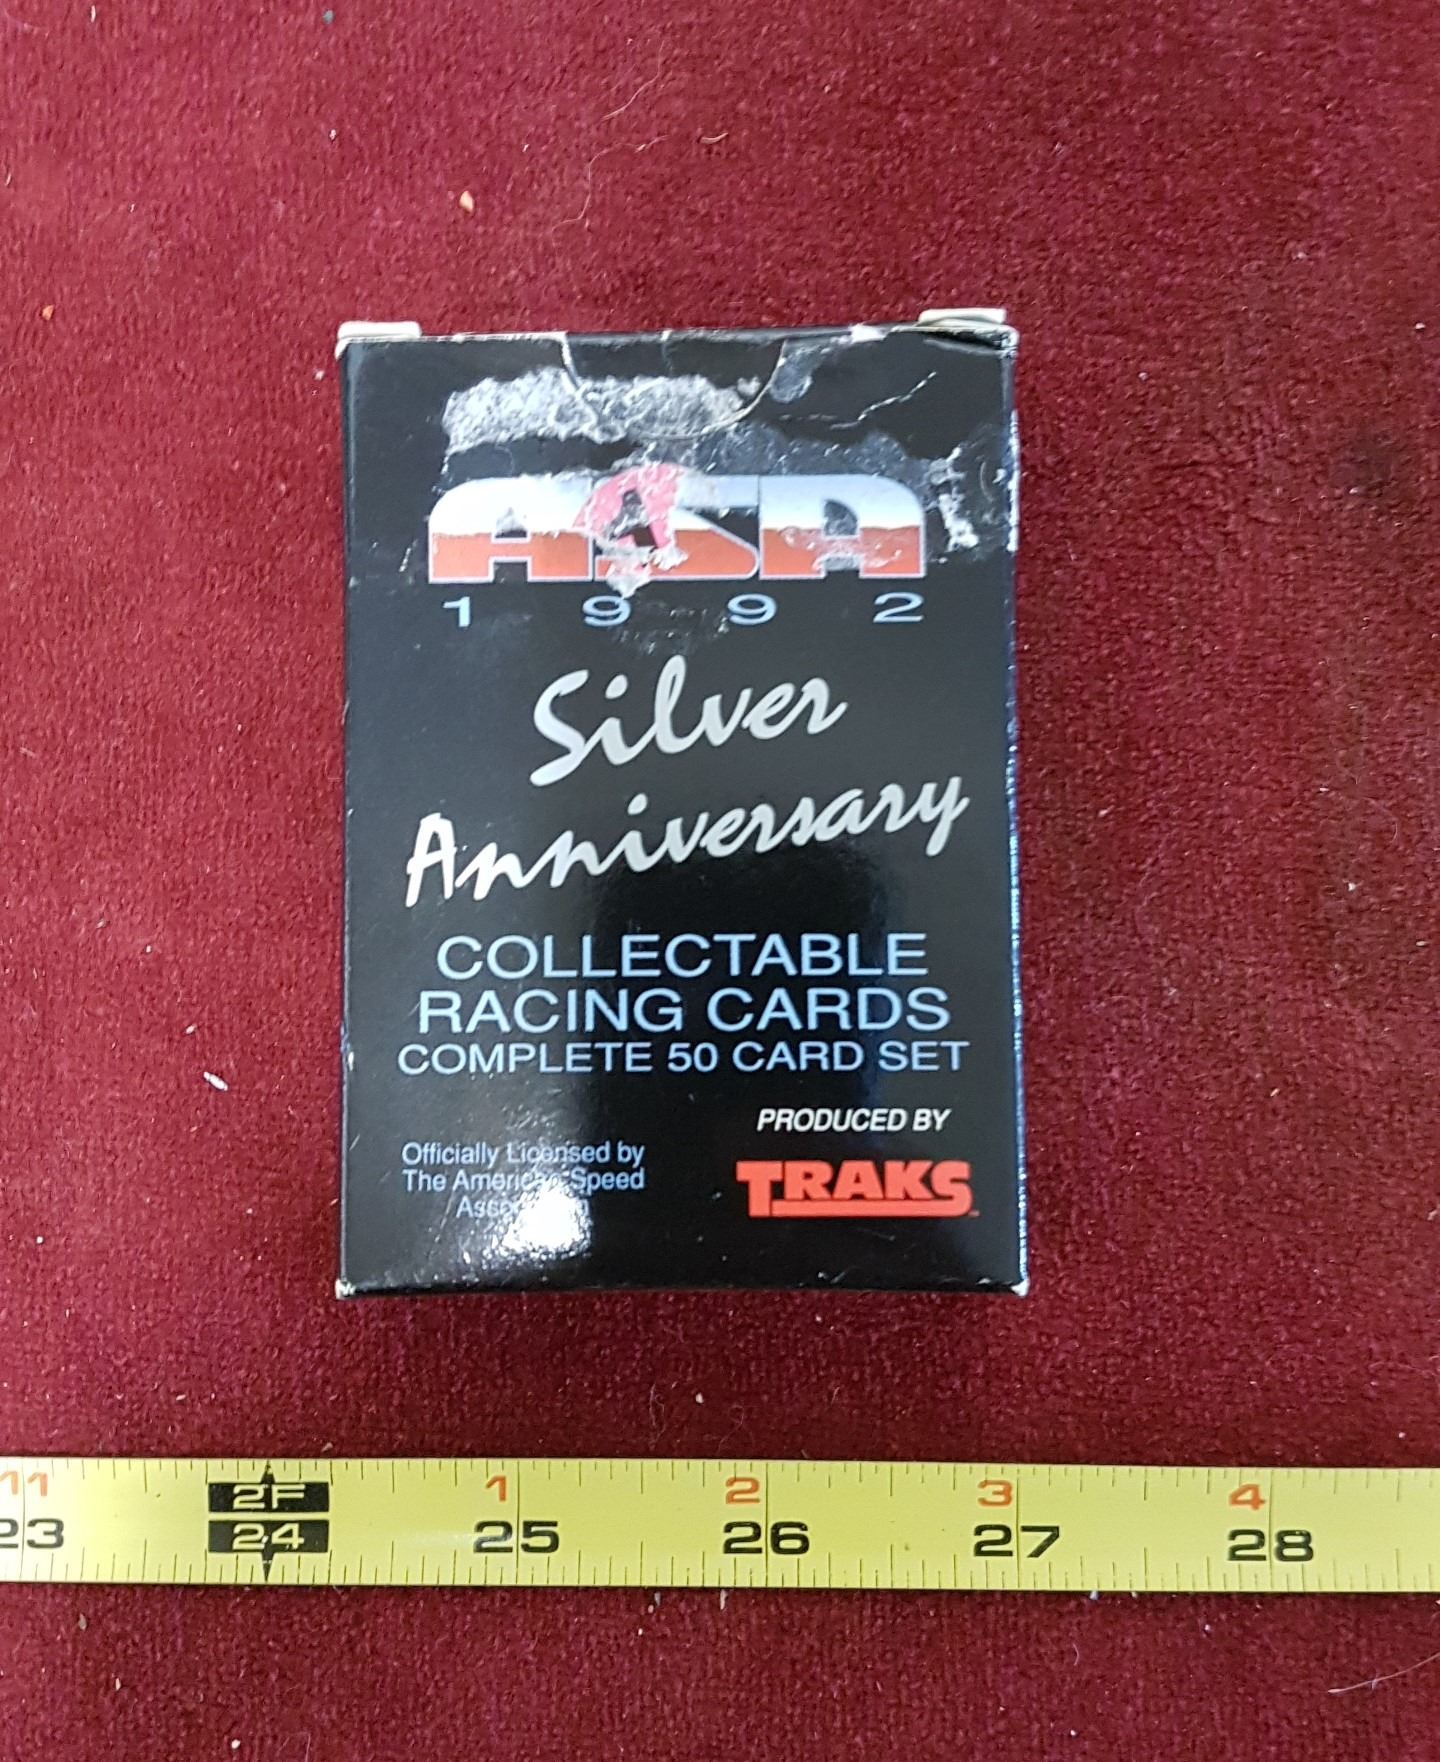 ASA
1992
Silver
Anniversary
COLLECTABLE
RACING CARDS
COMPLETE 50 CARD SET
PRODUCED BY
TRAKS
Officially Licensed by
The American Speed
11 2F 1 2 3 4
23 24 25 26 27 28